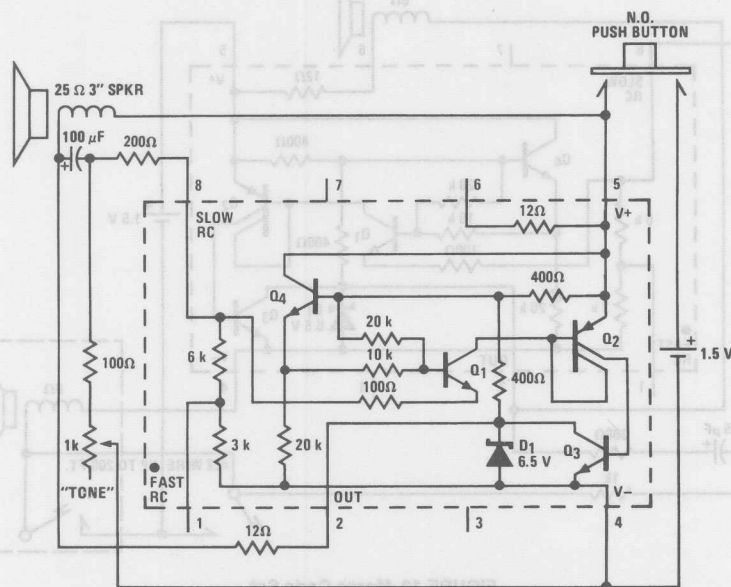 N.O.
PUSH BUTTON
25 Ω 3" SPKR
100 μF
200Ω
8
7
6
5
SLOW
RC
12Ω
V+
Q4
400Ω
20 k
Q2
6 k
10 k
Q1
400Ω
1.5 V
100Ω
100Ω
1k
3 k
20 k
D1
6.5 V
Q3
"TONE"
FAST
RC
OUT
V−
1
2
3
4
12Ω